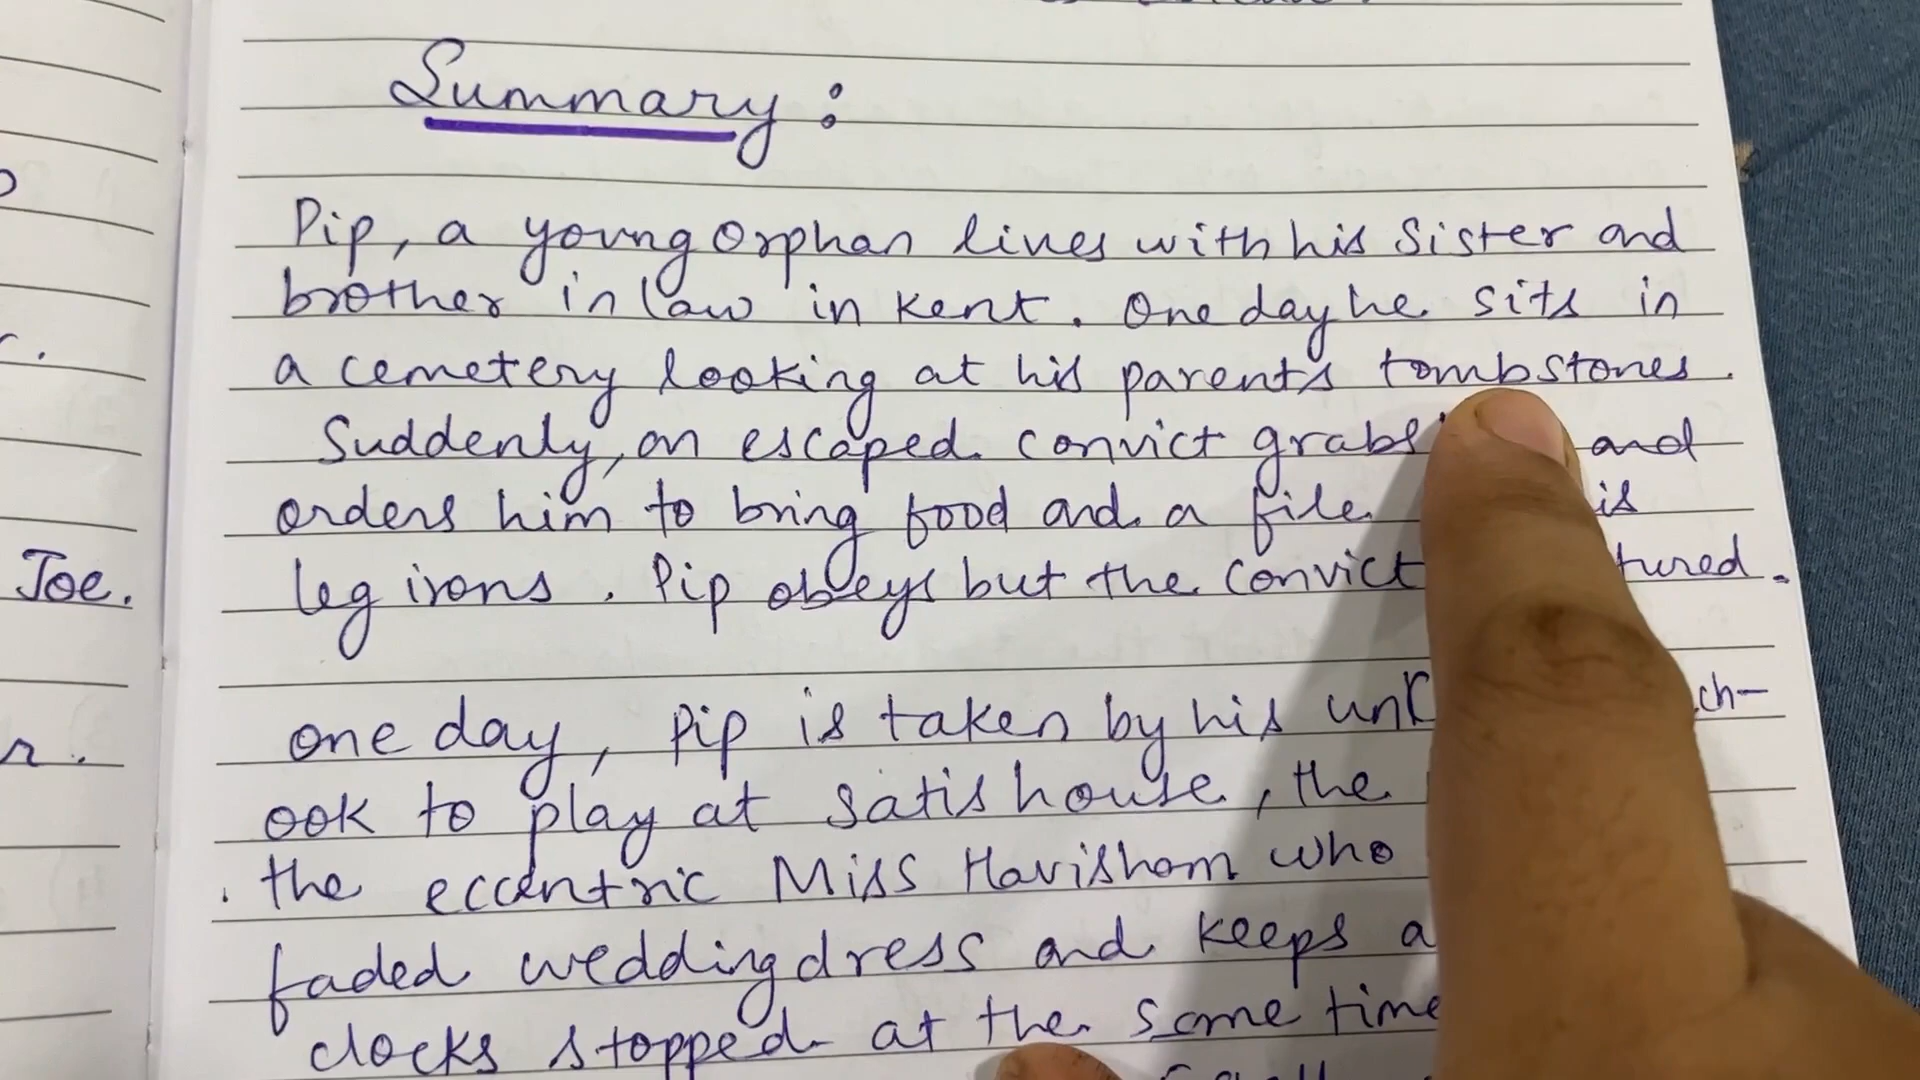 Summary :
Pip, a young orphan lives with his Sister and
brother in law in Kent. One day he sits in
a cemetery looking at his parents tombstones.
Suddenly, an escaped convict grabs and
orders him to bring food and a file is
leg irons. Pip obeys but the convict
one day, Pip is taken by his
ook to play at Satis house, the
the eccentric Miss Havisham who
faded wedding dress and keeps a
clocks stopped at the same time
Joe.
r.